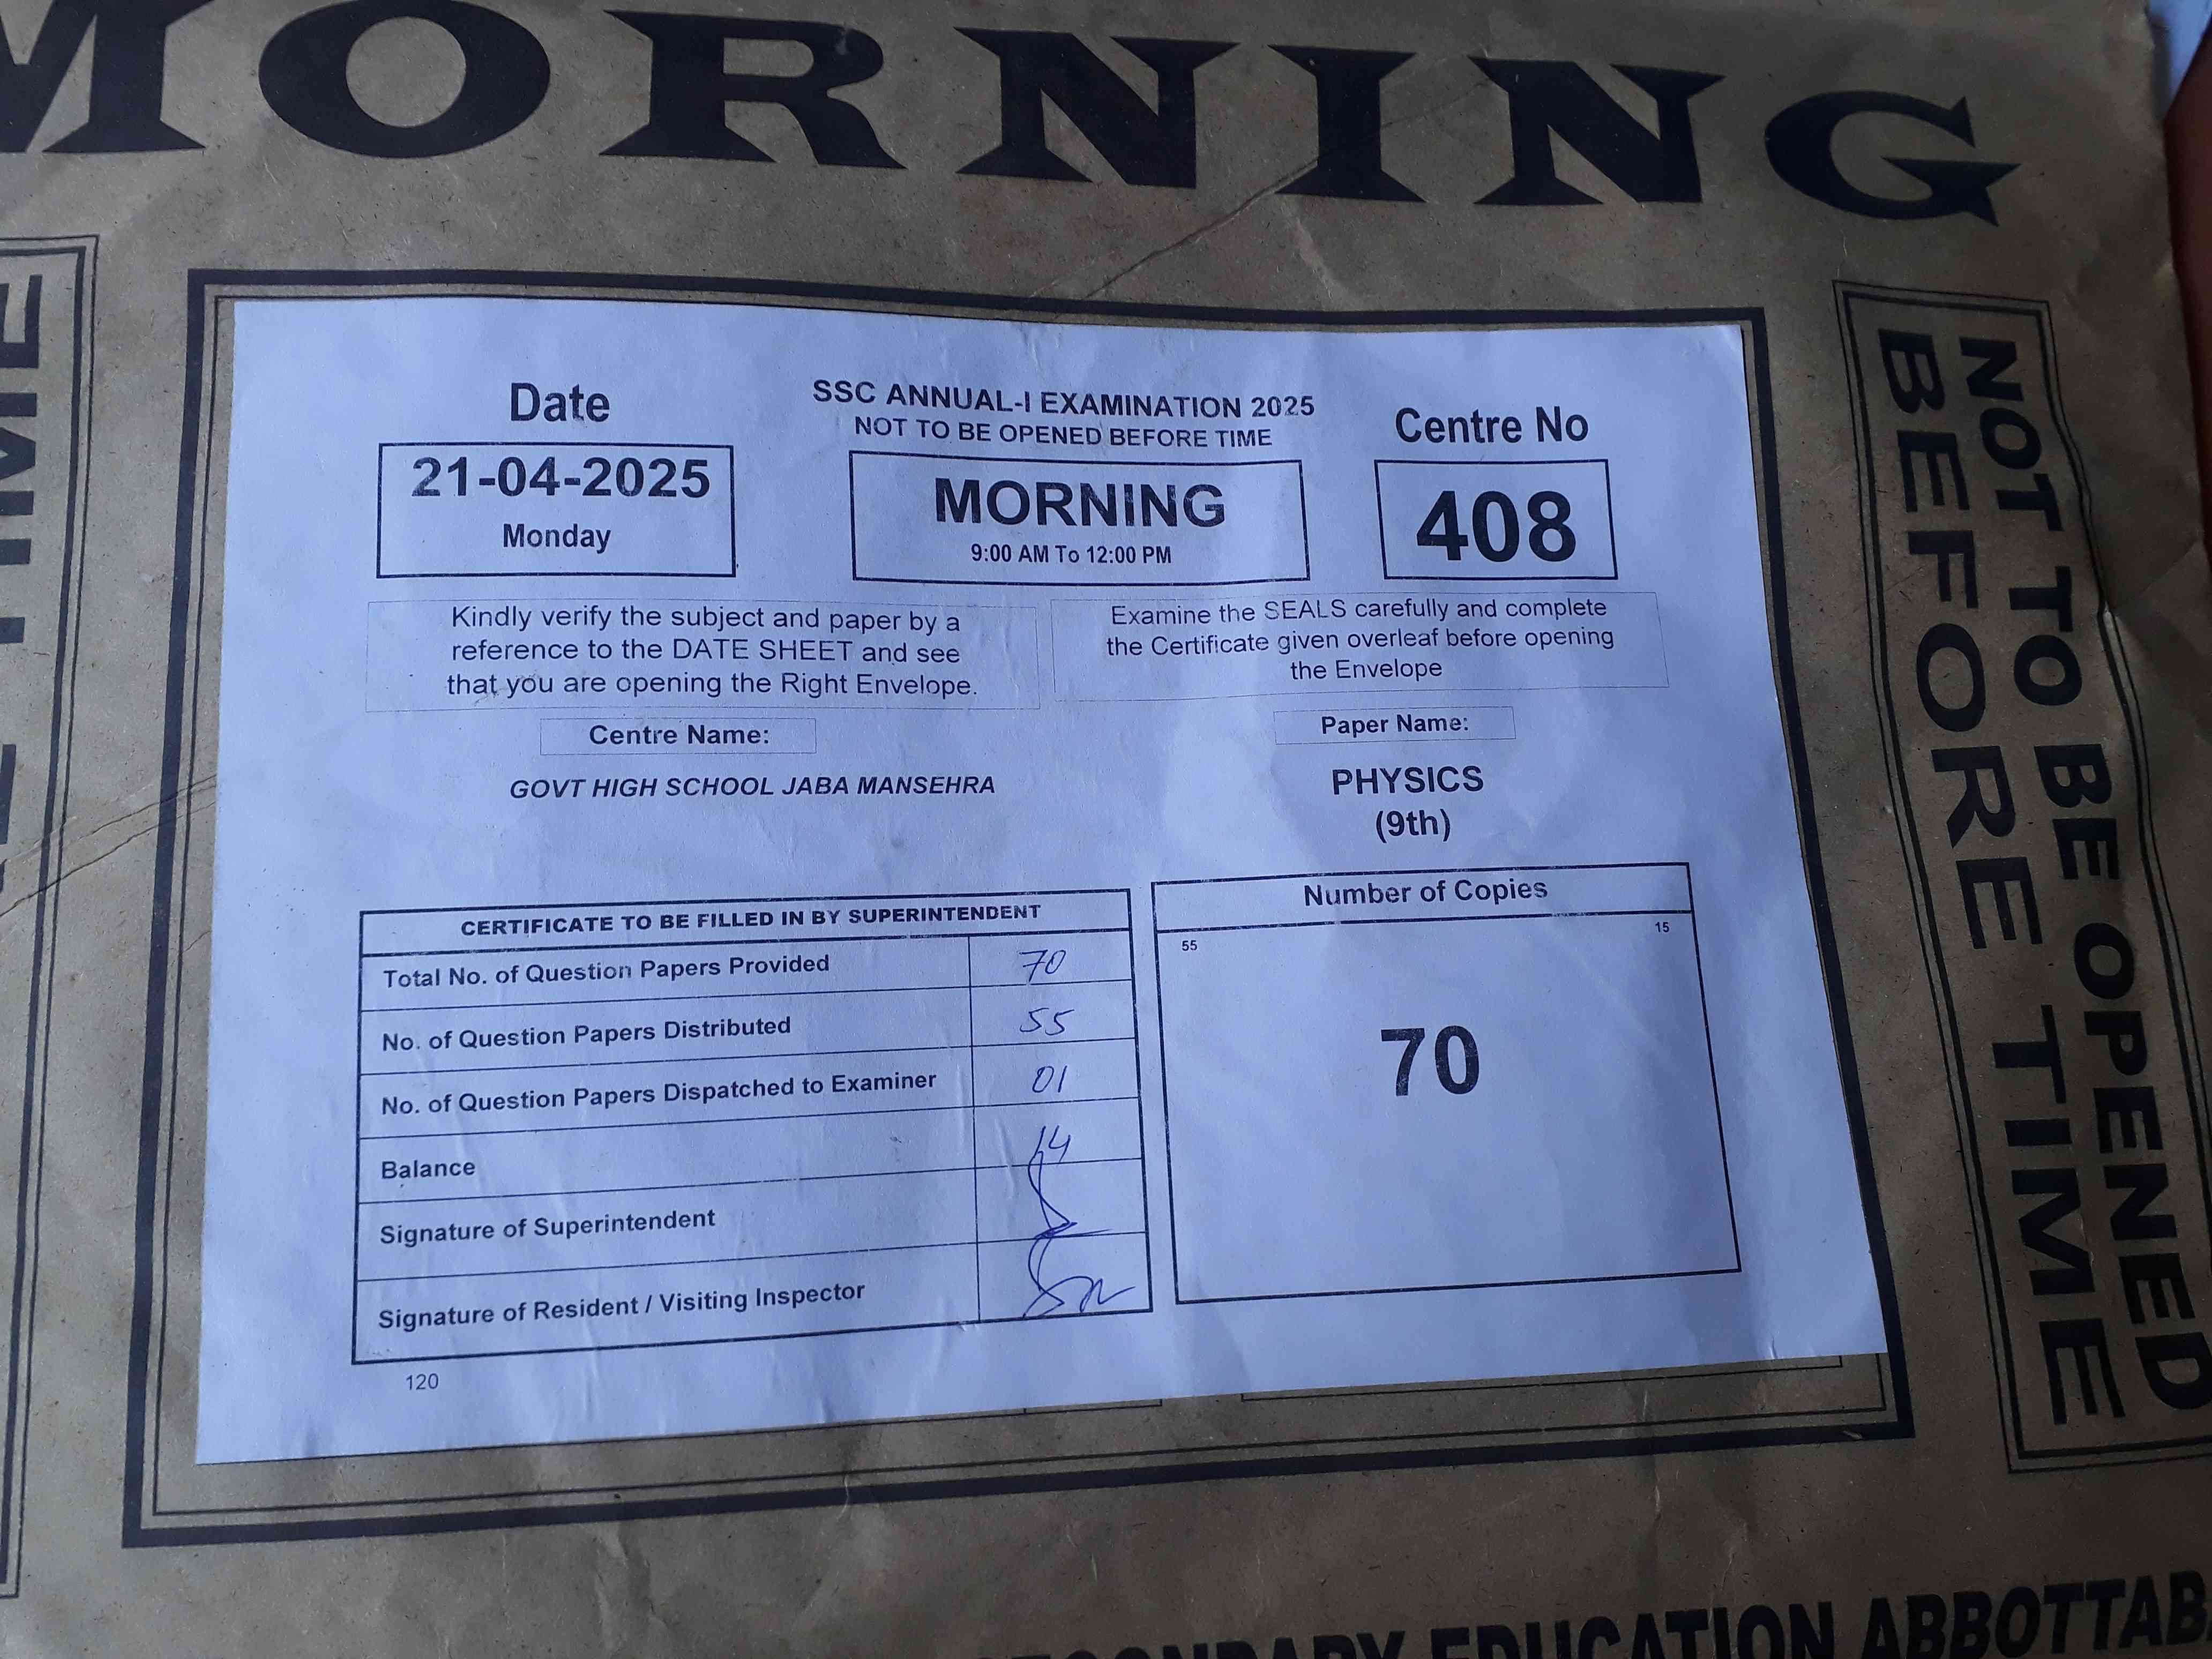 MORNING
Date
SSC ANNUAL-I EXAMINATION 2025
NOT TO BE OPENED BEFORE TIME
Centre No
21-04-2025
Monday
MORNING
9:00 AM To 12:00 PM
408
Kindly verify the subject and paper by a
reference to the DATE SHEET and see
that you are opening the Right Envelope.
Examine the SEALS carefully and complete
the Certificate given overleaf before opening
the Envelope
Centre Name:
Paper Name:
GOVT HIGH SCHOOL JABA MANSEHRA
PHYSICS
(9th)
CERTIFICATE TO BE FILLED IN BY SUPERINTENDENT
Total No. of Question Papers Provided 70
No. of Question Papers Distributed 55
No. of Question Papers Dispatched to Examiner 01
Balance 14
Signature of Superintendent
Signature of Resident / Visiting Inspector
Number of Copies
55 15
70
120
NOT TO BE OPENED
BEFORE TIME
TIME
SECONDARY EDUCATION ABBOTTAB